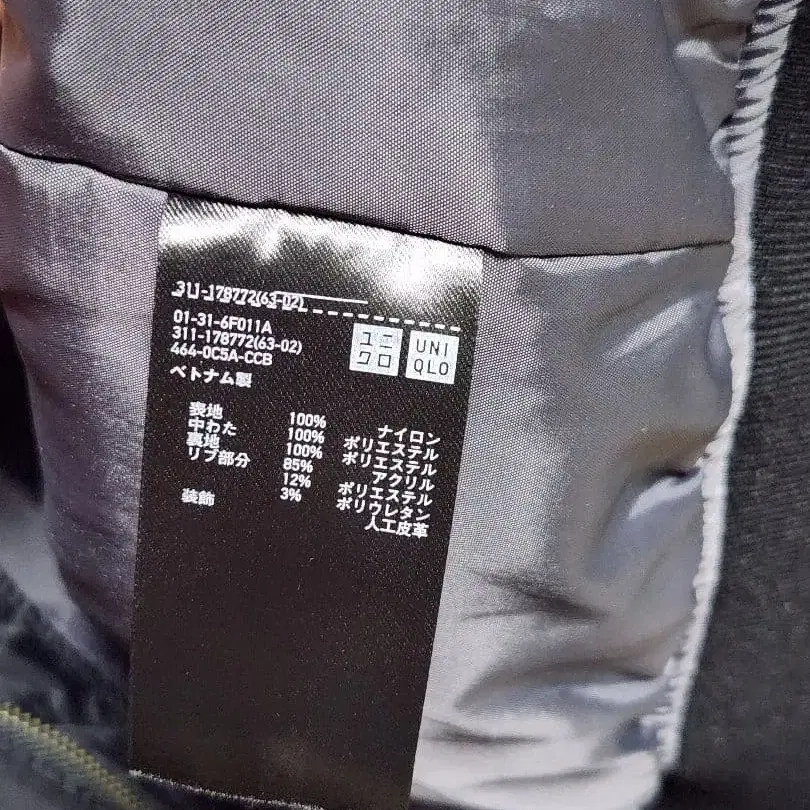 311-178772(63-02)
01-31-6F011A
311-178772(63-02)
464-0C5A-CCB
ベトナム製
ユニ
クロ
UNI
QLO
表地 100% ナイロン
中わた 100% ポリエステル
裏地 100% ポリエステル
リブ部分 85% アクリル
12% ポリエステル
3% ポリウレタン
装飾 人工皮革